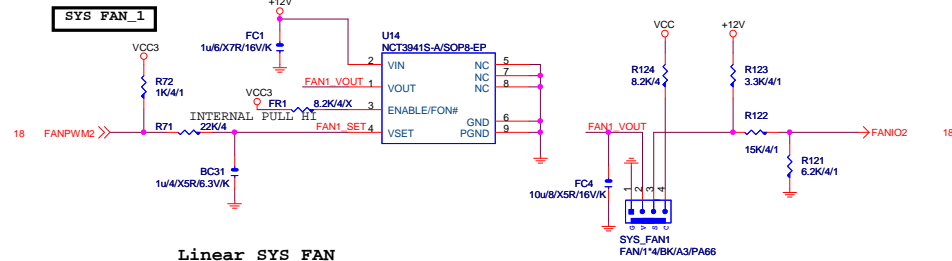 SYS FAN_1
+12V
FC1
1u/6/X7R/16V/K
U14
NCT3941S-A/SOP8-EP
VCC3
R72
1K/4/1
2 VIN NC 5
NC 7
FAN1_VOUT 1 VOUT NC 8
VCC3
FR1 8.2K/4/X 3 ENABLE/FON#
INTERNAL PULL HI
GND 6
18 FANPWM2 R71 22K/4 FAN1_SET 4 VSET PGND 9
BC31
1u/4/X5R/6.3V/K
VCC +12V
R124
8.2K/4
R123
3.3K/4/1
R122
FAN1_VOUT
15K/4/1
FANIO2 18
R121
6.2K/4/1
FC4
10u/8/X5R/16V/K
1 2 3 4
G V S C
SYS_FAN1
FAN/1*4/BK/A3/PA66
Linear SYS FAN